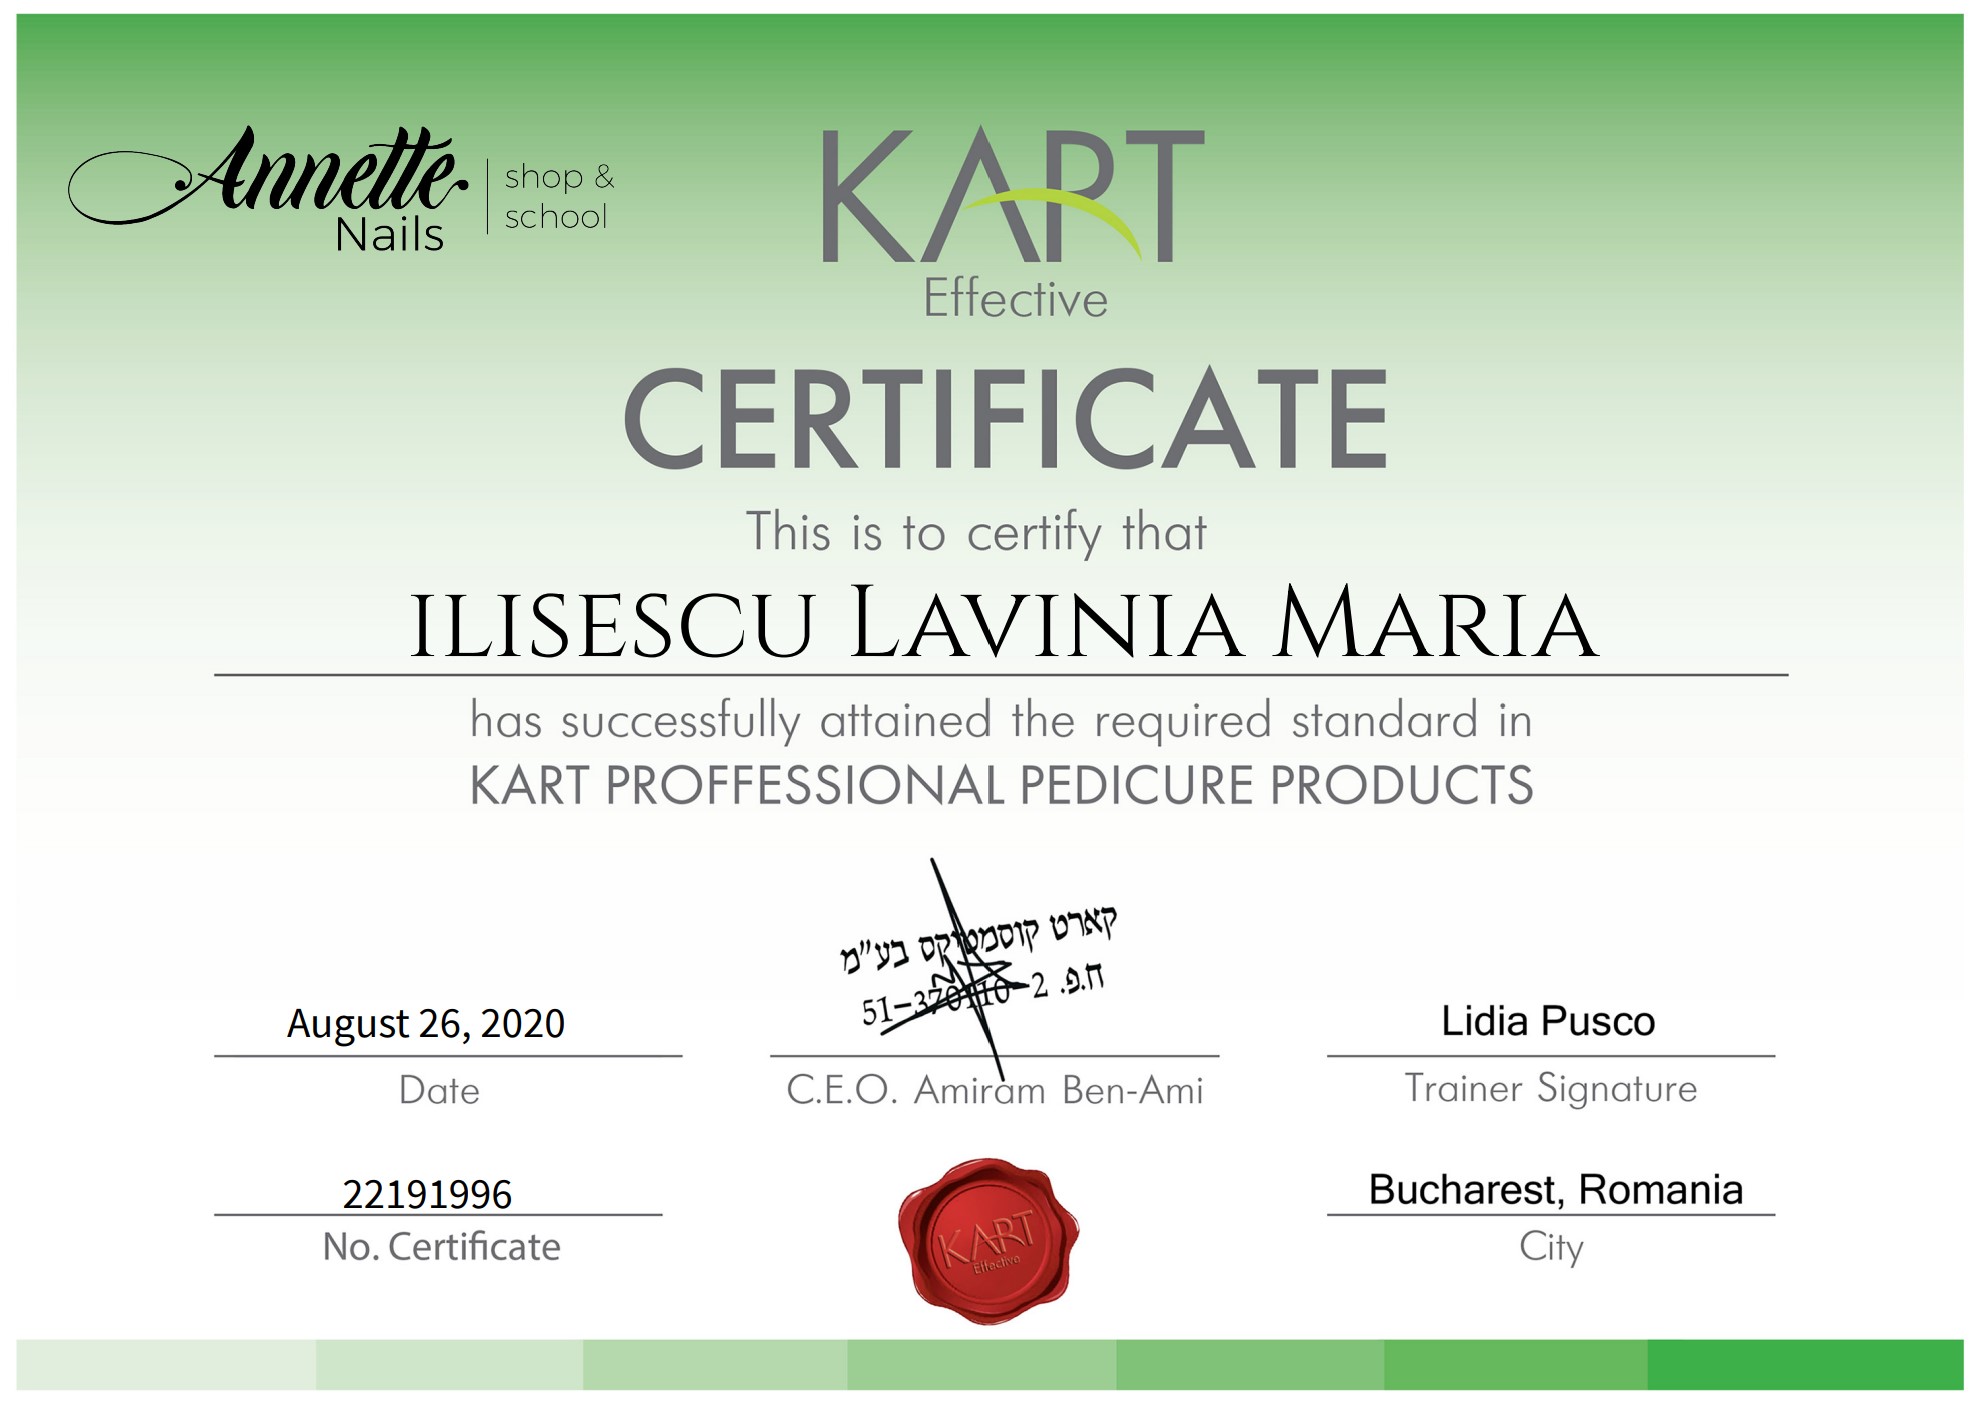 Annette
Nails
shop &
school
KART
Effective
CERTIFICATE
This is to certify that
ILISESCU LAVINIA MARIA
has successfully attained the required standard in
KART PROFFESSIONAL PEDICURE PRODUCTS
קארט קוסמטיקס בע"מ
ח.פ. 51-370110-2
August 26, 2020
Date
C.E.O. Amiram Ben-Ami
Lidia Pusco
Trainer Signature
22191996
No. Certificate
KART
Effective
Bucharest, Romania
City